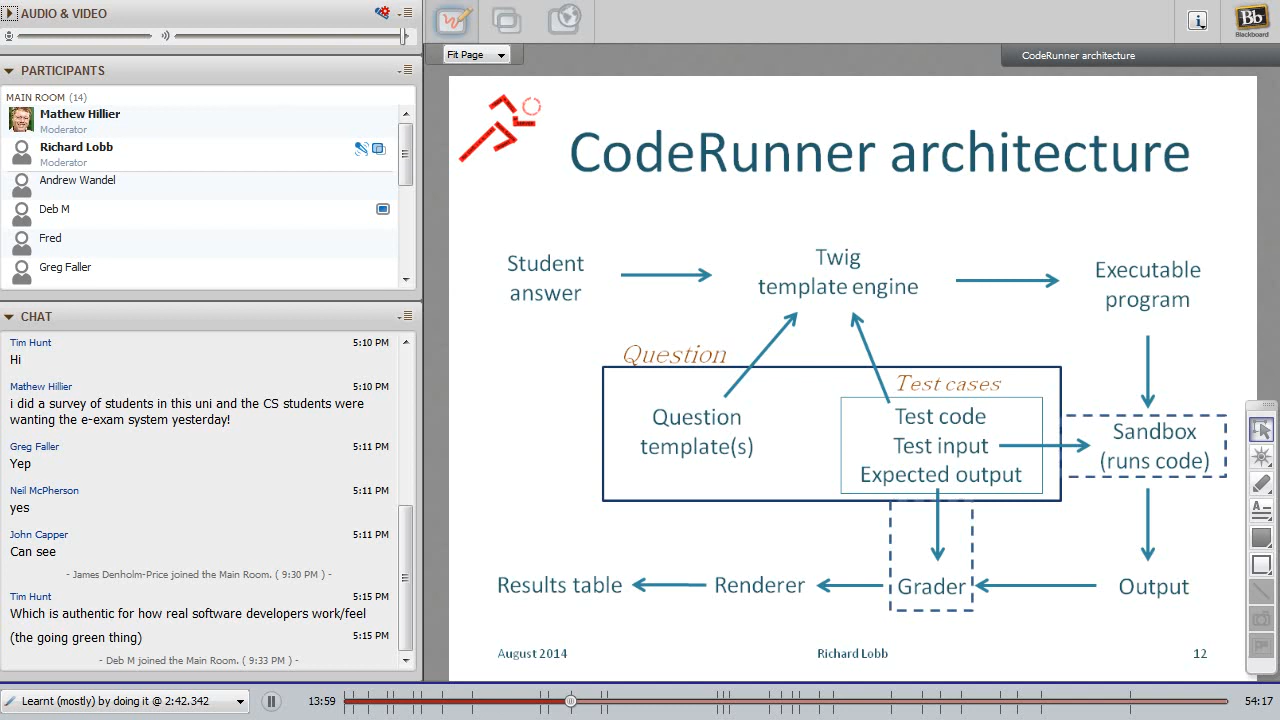 AUDIO & VIDEO
PARTICIPANTS
MAIN ROOM (14)
Mathew Hillier
Moderator
Richard Lobb
Moderator
Andrew Wandel
Deb M
Fred
Greg Faller
CHAT
Tim Hunt 5:10 PM
Hi
Mathew Hillier 5:10 PM
i did a survey of students in that uni and the CS students were
wanting the e-exam system yesterday!
Greg Faller 5:11 PM
Yep
Neil McPherson 5:11 PM
yes
John Capper 5:11 PM
Can see
- James Denholm-Price joined the Main Room. ( 9:30 PM ) -
Tim Hunt 5:15 PM
Which is authentic for how real software developers work/feel
(the going green thing) 5:15 PM
- Deb M joined the Main Room. ( 9:33 PM ) -
Bb
Blackboard
Fit Page
CodeRunner architecture
CodeRunner architecture
Student
answer
Twig
template engine
Executable
program
Question
Test cases
Question
template(s)
Test code
Test input
Expected output
Sandbox
(runs code)
Results table
Renderer
Grader
Output
August 2014
Richard Lobb
12
Learnt (mostly) by doing it @ 2:42.342
13:59
54:17